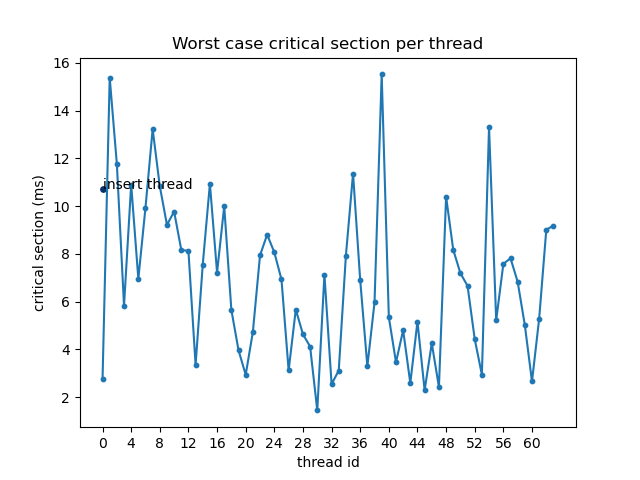 Worst case critical section per thread
16
14
12
10
8
6
4
2
critical section (ms)
insert thread
0 4 8 12 16 20 24 28 32 36 40 44 48 52 56 60
thread id